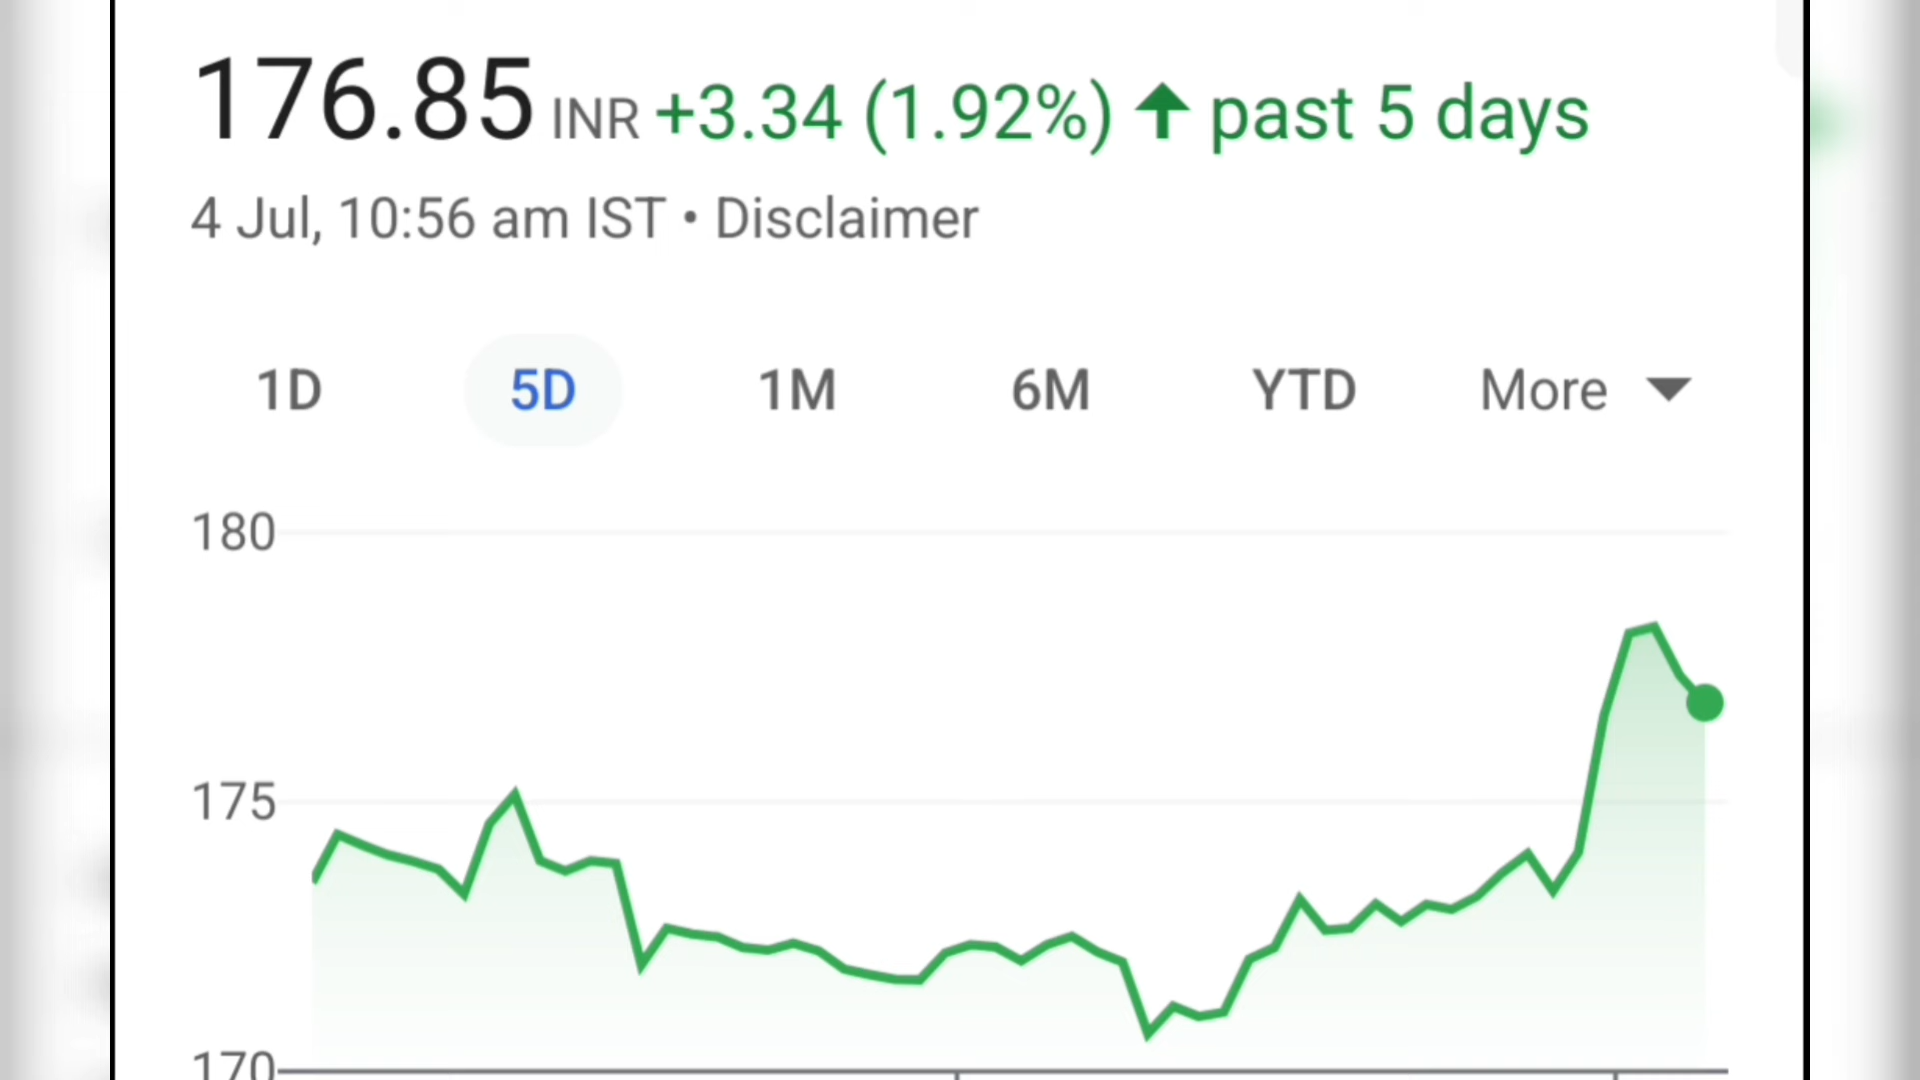 176.85 INR +3.34 (1.92%) ↑ past 5 days
4 Jul, 10:56 am IST • Disclaimer
1D 5D 1M 6M YTD More
180
175
170